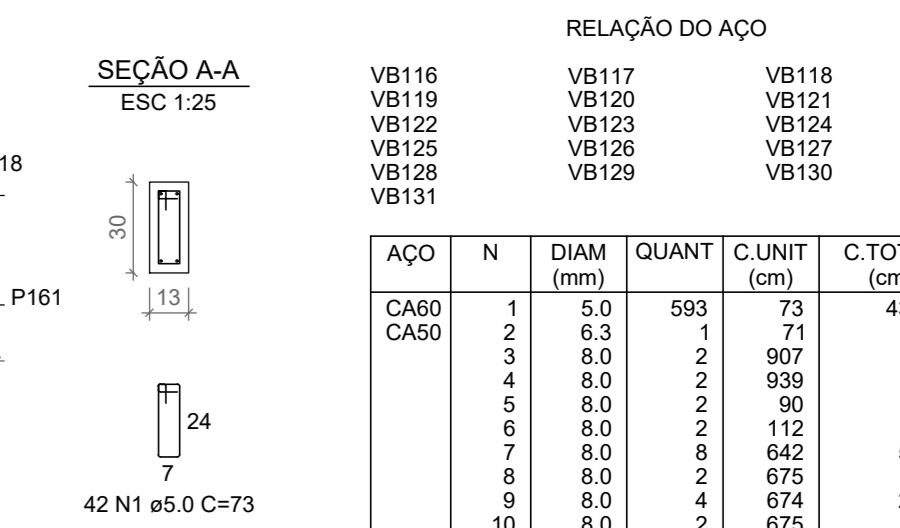 RELAÇÃO DO AÇO
SEÇÃO A-A
ESC 1:25
VB116 VB117 VB118
VB119 VB120 VB121
VB122 VB123 VB124
VB125 VB126 VB127
VB128 VB129 VB130
VB131
18
30
13
P161
24
7
42 N1 ø5.0 C=73
AÇO N DIAM (mm) QUANT C.UNIT (cm)
CA60 1 5.0 593 73
CA50 2 6.3 1 71
3 8.0 2 907
4 8.0 2 939
5 8.0 2 90
6 8.0 2 112
7 8.0 8 642
8 8.0 2 675
9 8.0 4 674
10 8.0 2 675